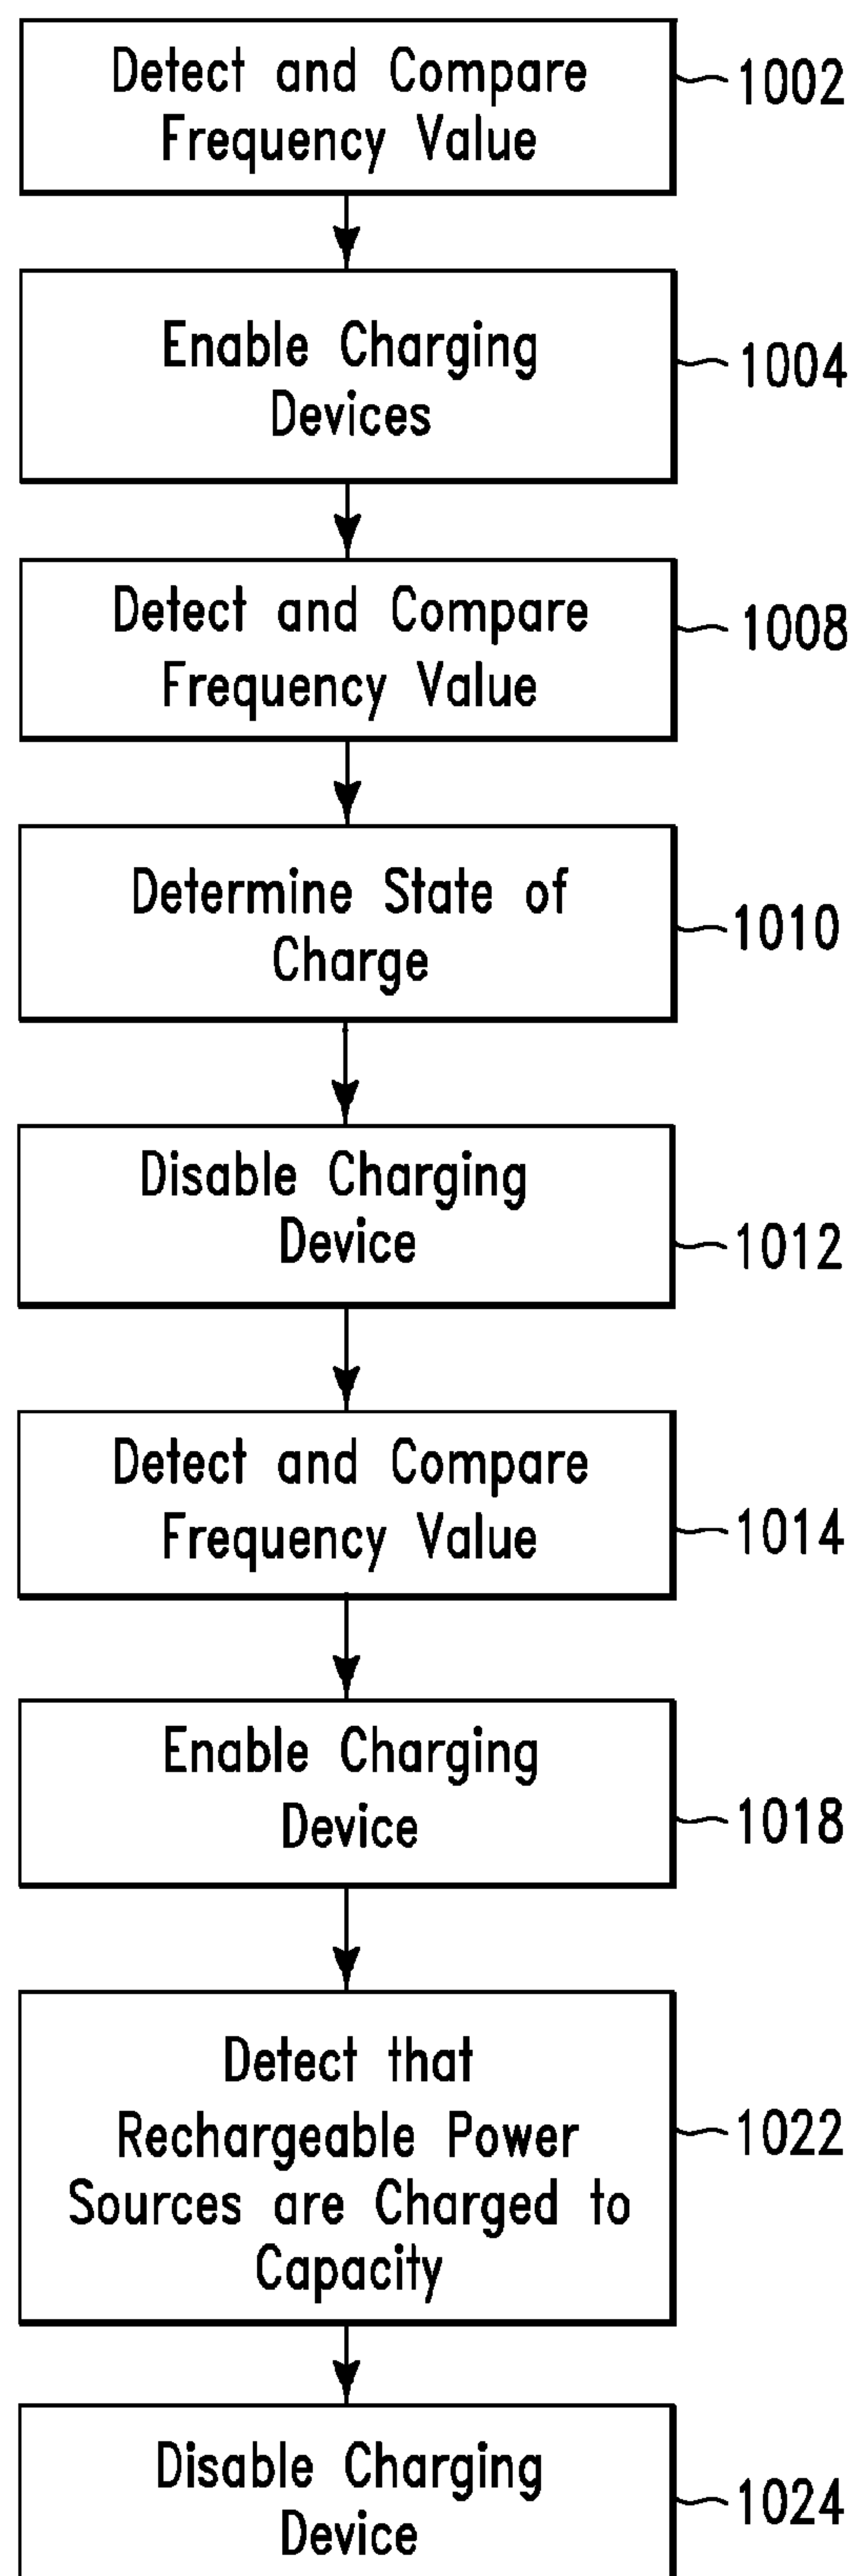 Detect and Compare
Frequency Value
1002
Enable Charging
Devices
1004
Detect and Compare
Frequency Value
1008
Determine State of
Charge
1010
Disable Charging
Device
1012
Detect and Compare
Frequency Value
1014
Enable Charging
Device
1018
Detect that
Rechargeable Power
Sources are Charged to
Capacity
1022
Disable Charging
Device
1024